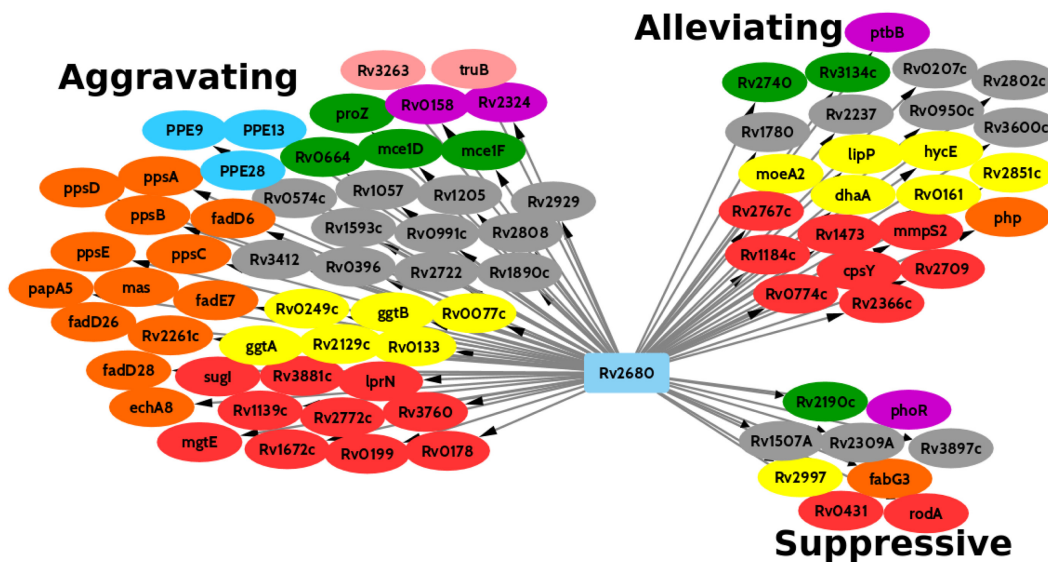 Aggravating
Rv3263
truB
proZ
Rv0158
Rv2324
PPE9
PPE13
Rv0664
mce1D
mce1F
PPE28
ppsD
ppsA
Rv0574c
Rv1057
Rv1205
Rv2929
ppsB
fadD6
Rv1593c
Rv0991c
Rv2808
ppsE
ppsC
Rv3412
Rv0396
Rv2722
Rv1890c
papA5
mas
fadE7
Rv0249c
ggtB
Rv0077c
fadD26
Rv2261c
ggtA
Rv2129c
Rv0133
fadD28
sugI
Rv3881c
lprN
echA8
Rv1139c
Rv2772c
Rv3760
mgtE
Rv1672c
Rv0199
Rv0178
Rv2680
Alleviating
ptbB
Rv2740
Rv3134c
Rv0207c
Rv2802c
Rv1780
Rv2237
Rv0950c
Rv3600c
moeA2
lipP
hycE
Rv2851c
dhaA
Rv0161
Rv2767c
Rv1473
mmpS2
php
Rv1184c
cpsY
Rv2709
Rv0774c
Rv2366c
Rv2190c
phoR
Rv1507A
Rv2309A
Rv3897c
Rv2997
fabG3
Rv0431
rodA
Suppressive